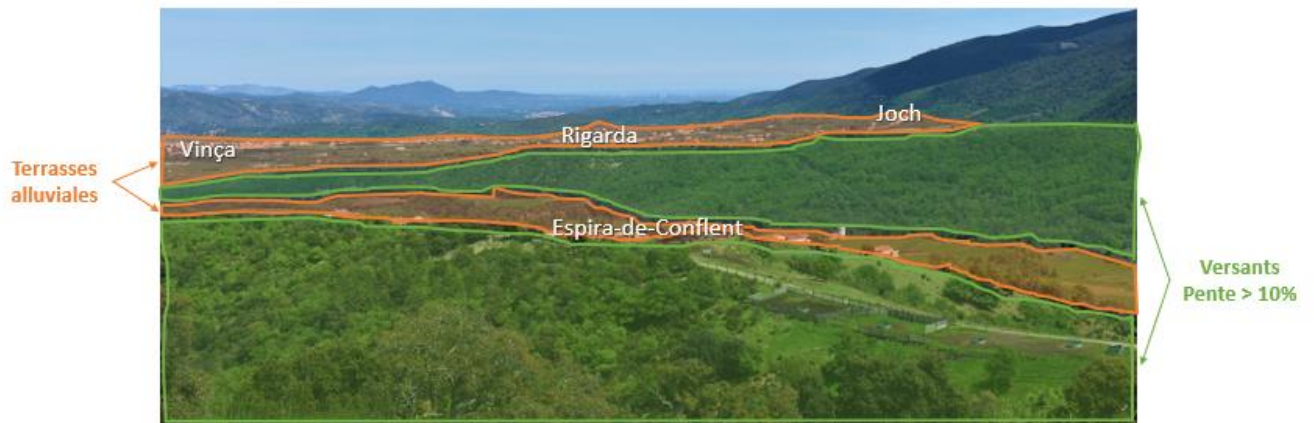 Joch
Rigarda
Vinça
Terrasses
alluviales
Espira-de-Conflent
Versants
Pente > 10%